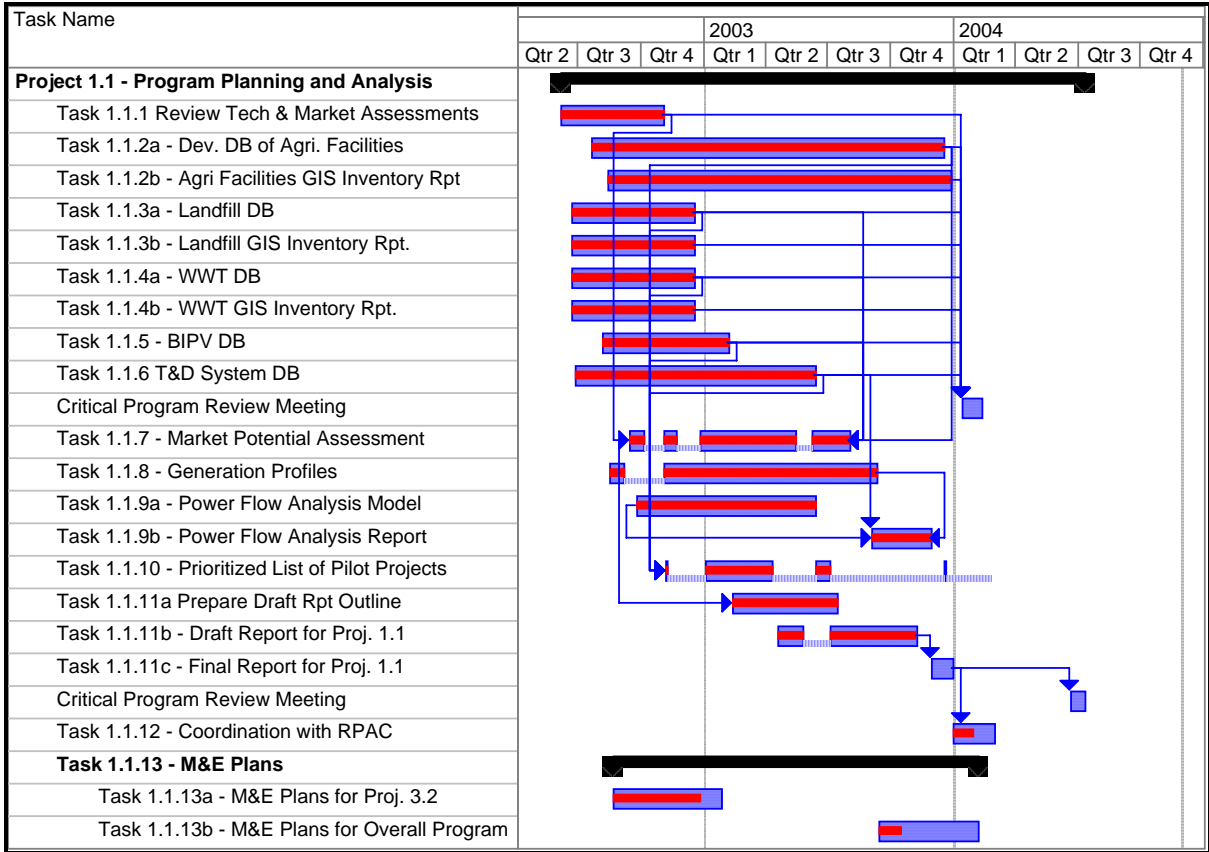 Task Name
2003 2004
Qtr 2 Qtr 3 Qtr 4 Qtr 1 Qtr 2 Qtr 3 Qtr 4 Qtr 1 Qtr 2 Qtr 3 Qtr 4
Project 1.1 - Program Planning and Analysis
Task 1.1.1 Review Tech & Market Assessments
Task 1.1.2a - Dev. DB of Agri. Facilities
Task 1.1.2b - Agri Facilities GIS Inventory Rpt
Task 1.1.3a - Landfill DB
Task 1.1.3b - Landfill GIS Inventory Rpt.
Task 1.1.4a - WWT DB
Task 1.1.4b - WWT GIS Inventory Rpt.
Task 1.1.5 - BIPV DB
Task 1.1.6 T&D System DB
Critical Program Review Meeting
Task 1.1.7 - Market Potential Assessment
Task 1.1.8 - Generation Profiles
Task 1.1.9a - Power Flow Analysis Model
Task 1.1.9b - Power Flow Analysis Report
Task 1.1.10 - Prioritized List of Pilot Projects
Task 1.1.11a Prepare Draft Rpt Outline
Task 1.1.11b - Draft Report for Proj. 1.1
Task 1.1.11c - Final Report for Proj. 1.1
Critical Program Review Meeting
Task 1.1.12 - Coordination with RPAC
Task 1.1.13 - M&E Plans
Task 1.1.13a - M&E Plans for Proj. 3.2
Task 1.1.13b - M&E Plans for Overall Program